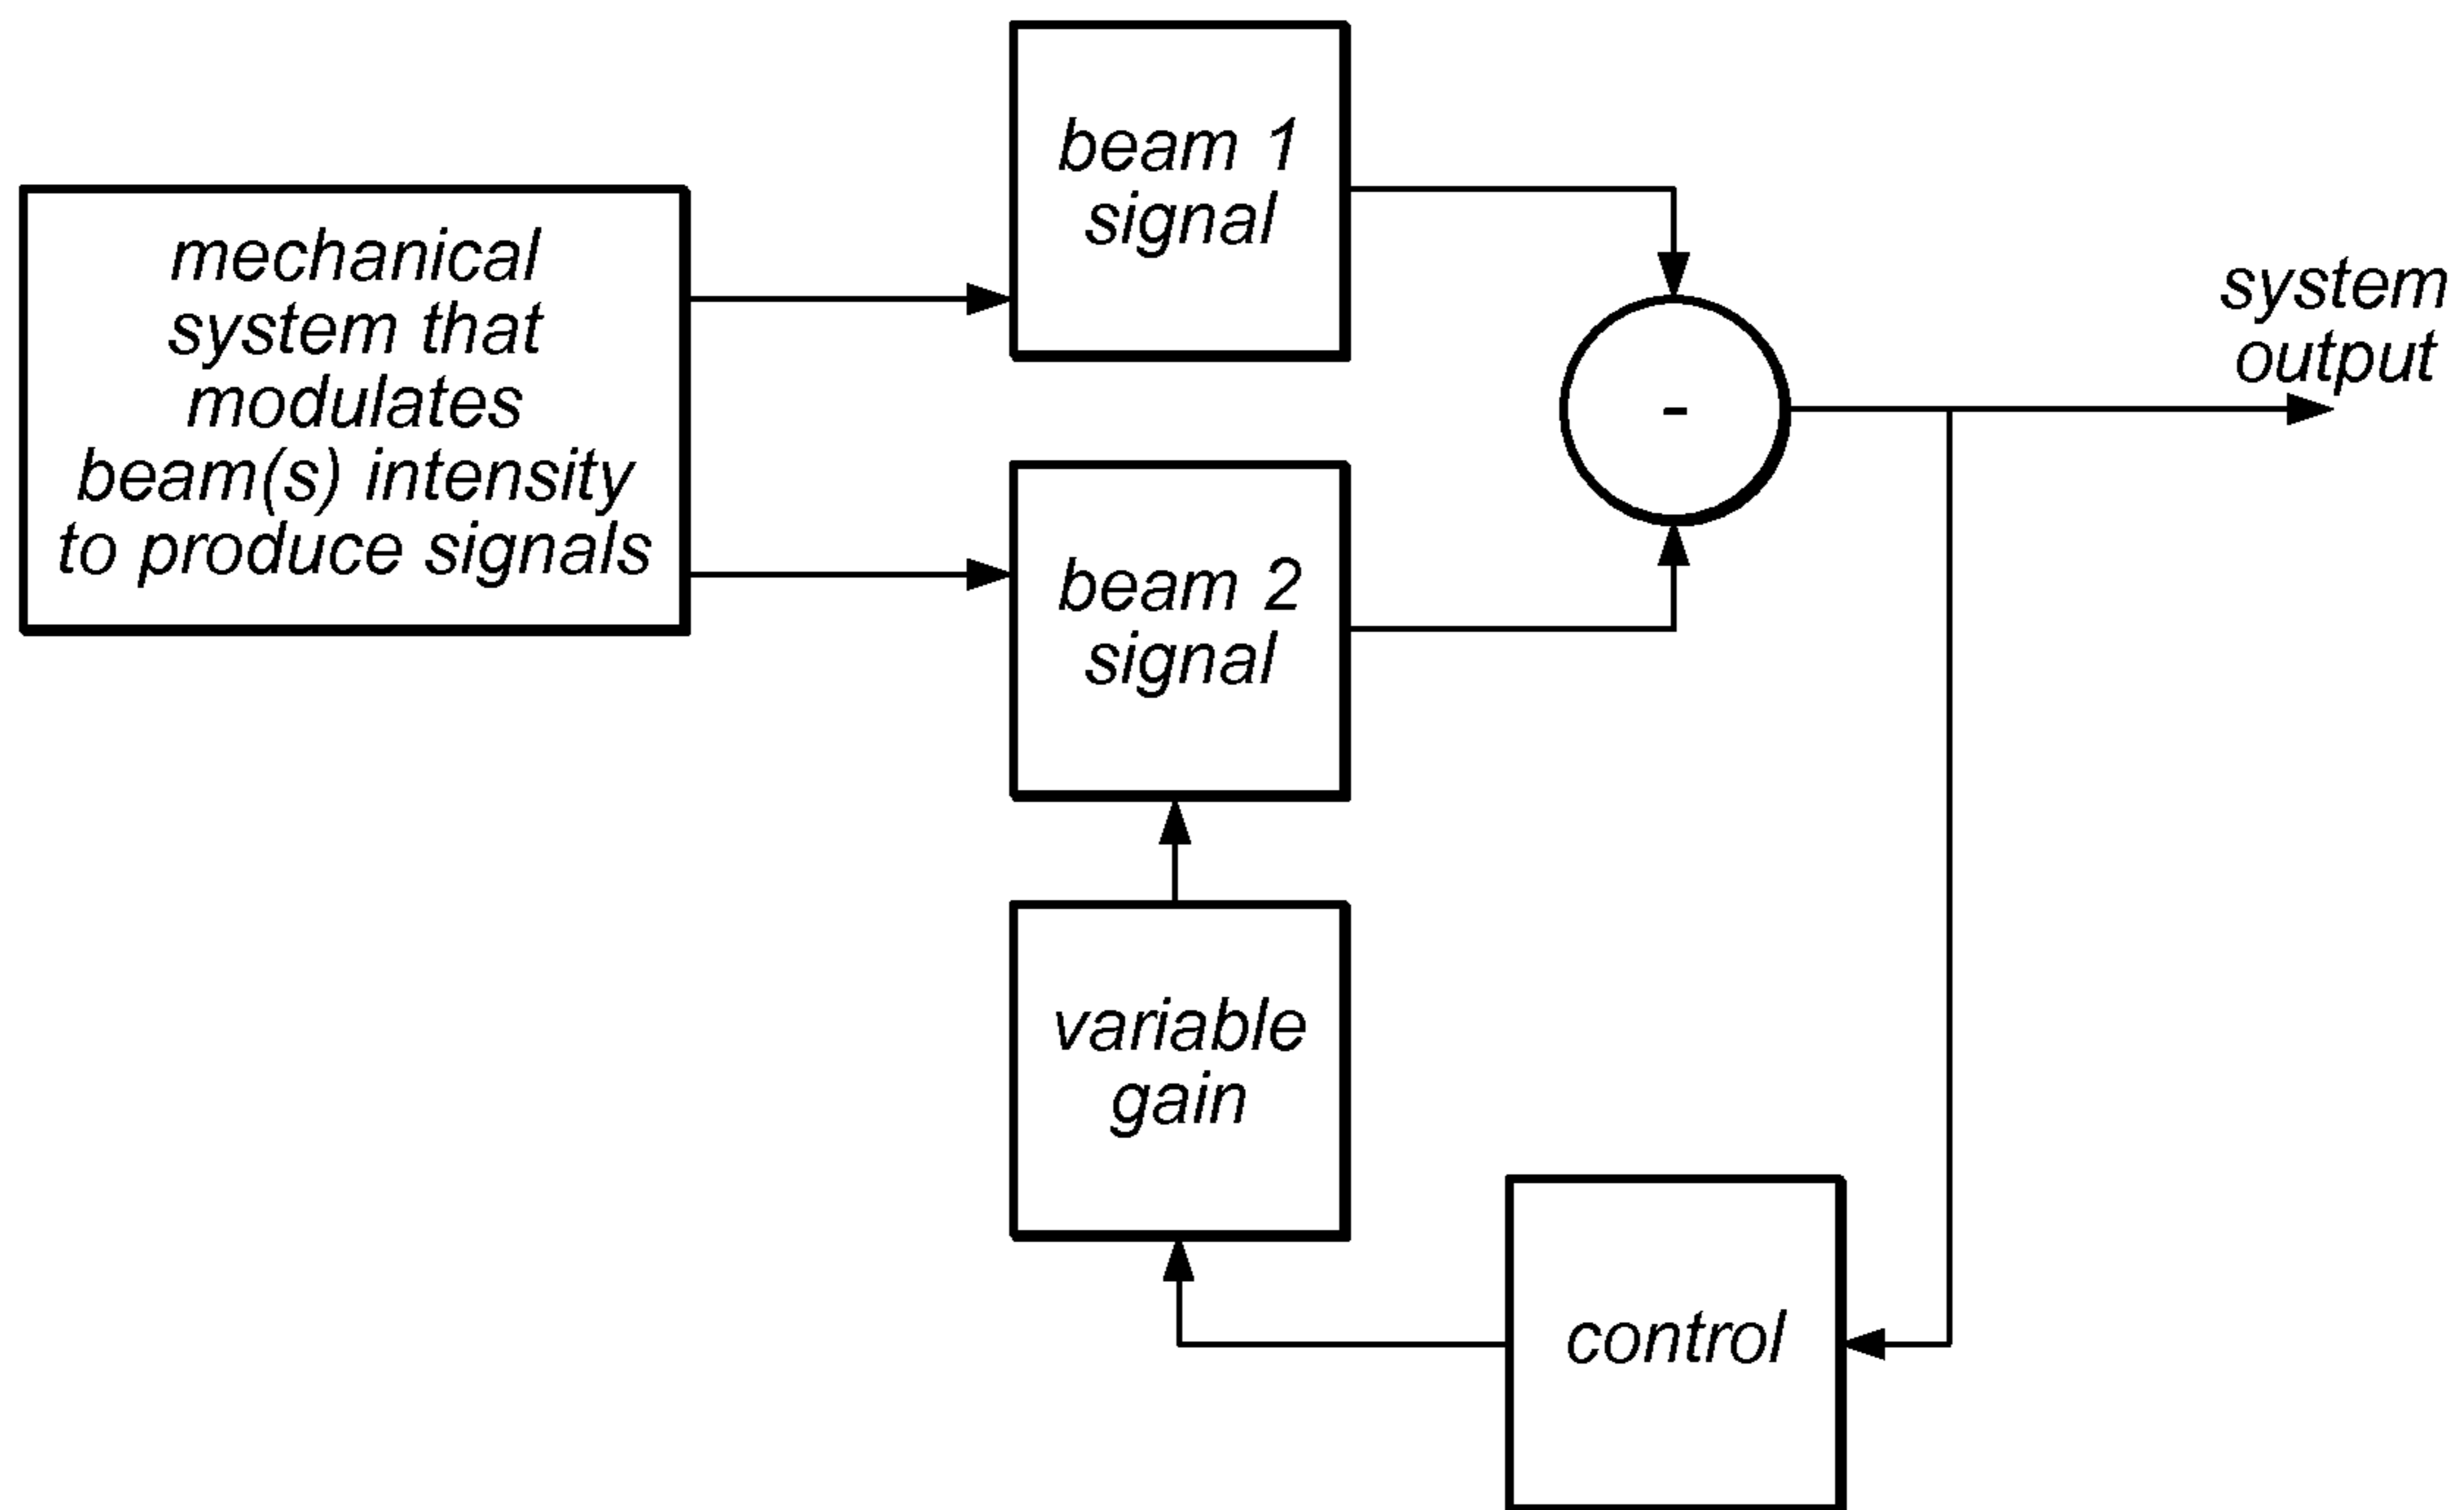 mechanical
system that
modulates
beam(s) intensity
to produce signals
beam 1
signal
-
system
output
beam 2
signal
variable
gain
control